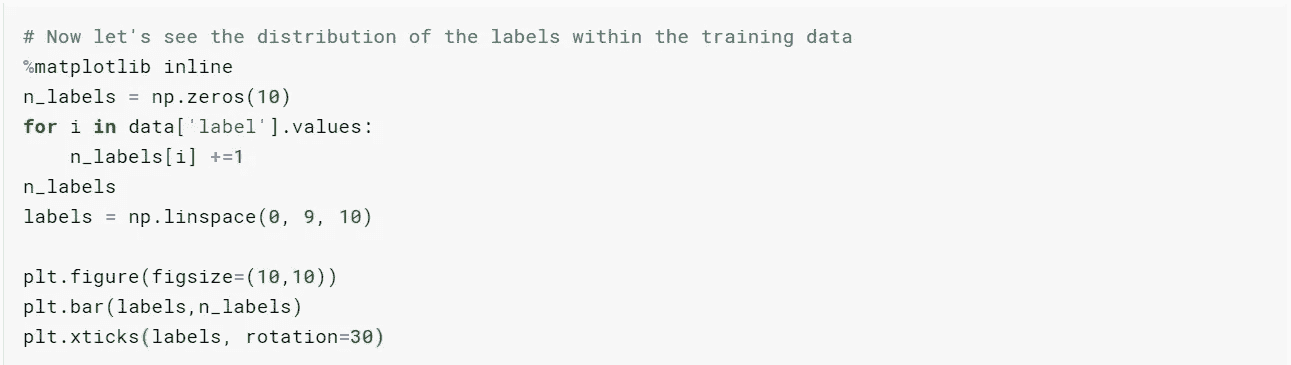 # Now let's see the distribution of the labels within the training data
%matplotlib inline
n_labels = np.zeros(10)
for i in data['label'].values:
    n_labels[i] +=1
n_labels
labels = np.linspace(0, 9, 10)

plt.figure(figsize=(10,10))
plt.bar(labels,n_labels)
plt.xticks(labels, rotation=30)